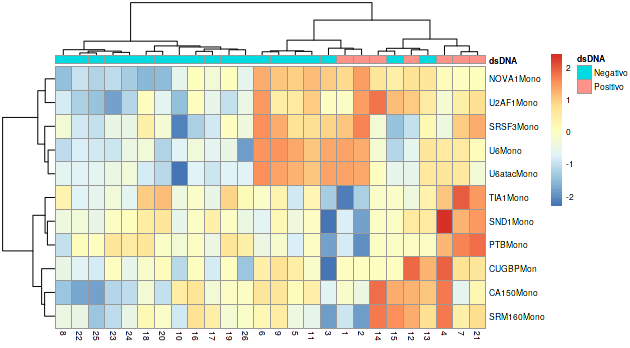 dsDNA
NOVA1Mono
U2AF1Mono
SRSF3Mono
U6Mono
U6atacMono
TIA1Mono
SND1Mono
PTBMono
CUGBPMon
CA150Mono
SRM160Mono
8 22 25 23 24 18 20 10 16 17 19 26 6 9 5 11 3 1 2 14 15 12 13 4 7 21
2
1
0
-1
-2
dsDNA
Negativo
Positivo